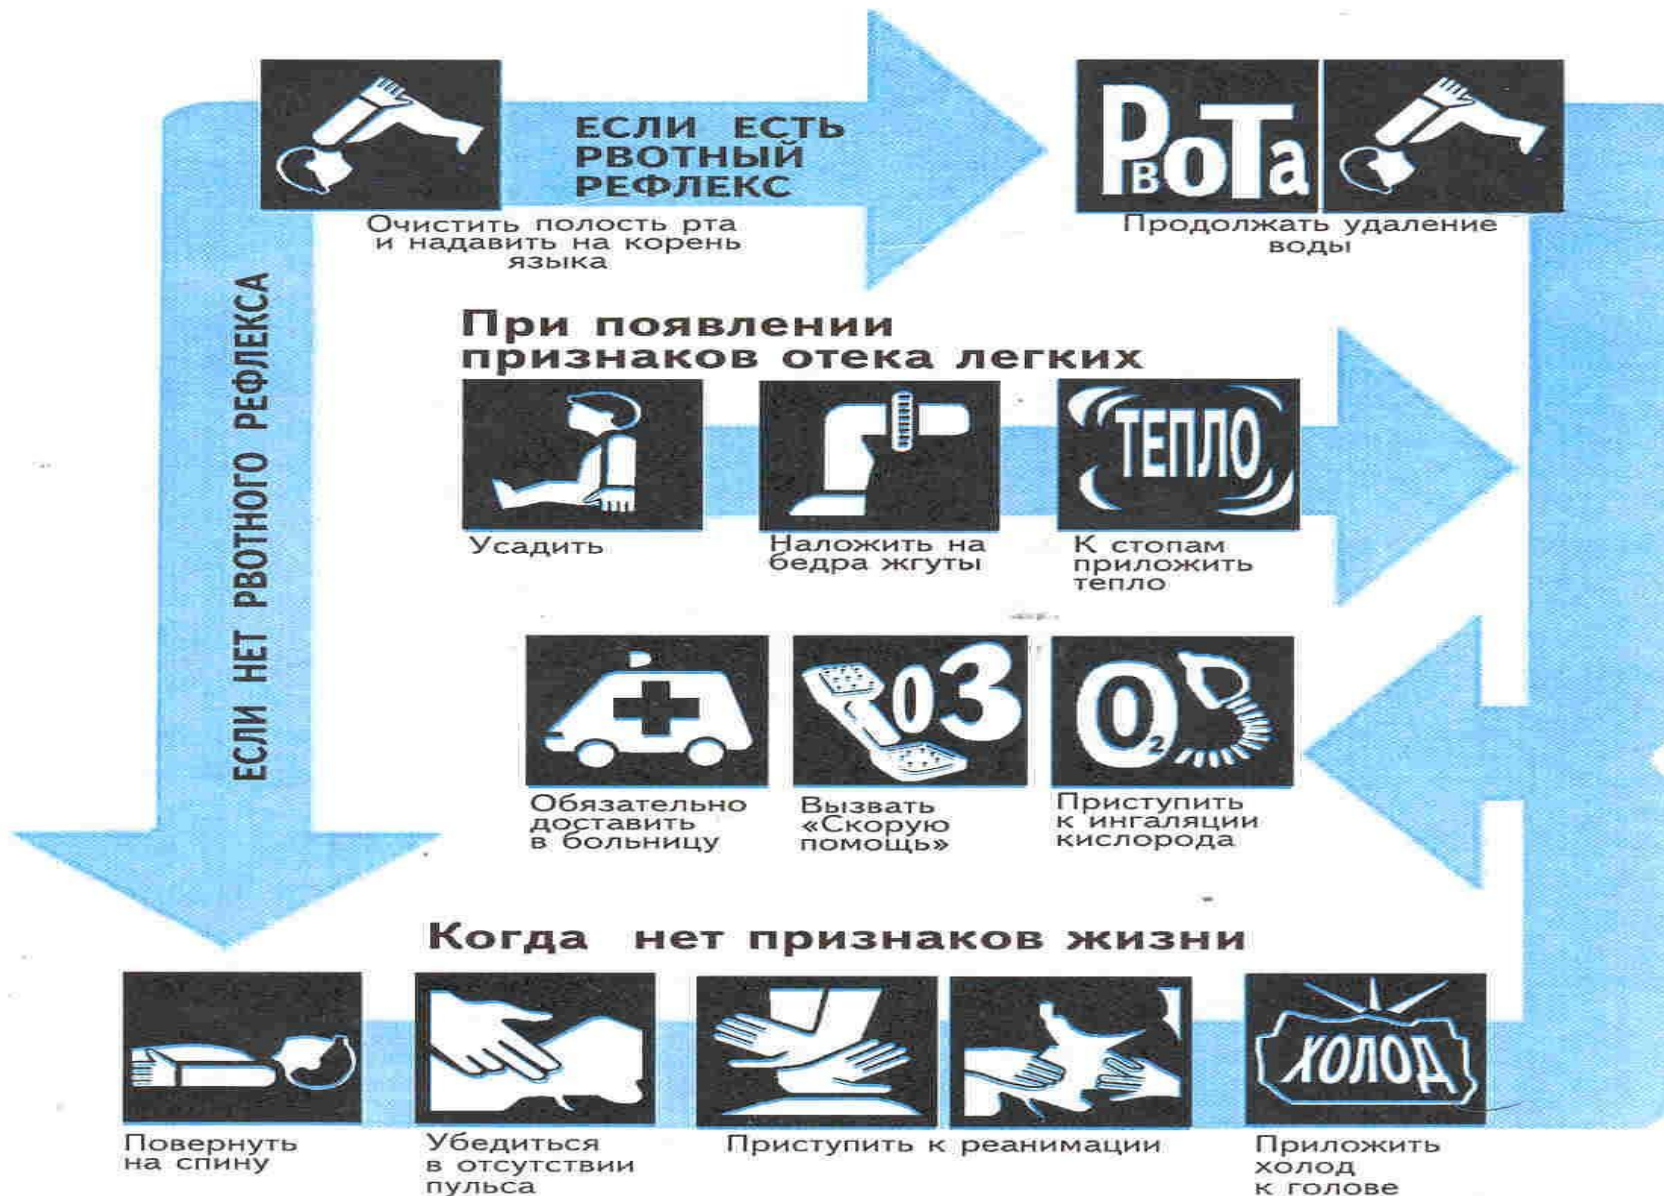 ЕСЛИ ЕСТЬ
РВОТНЫЙ
РЕФЛЕКС
Очистить полость рта
и надавить на корень
языка
РвоТа
Продолжать удаление
воды
ЕСЛИ НЕТ РВОТНОГО РЕФЛЕКСА
При появлении
признаков отека легких
ТЕПЛО
Усадить
Наложить на
бедра жгуты
К стопам
приложить
тепло
03
O2
Обязательно
доставить
в больницу
Вызвать
«Скорую
помощь»
Приступить
к ингаляции
кислорода
Когда нет признаков жизни
ХОЛОД
Повернуть
на спину
Убедиться
в отсутствии
пульса
Приступить к реанимации
Приложить
холод
к голове